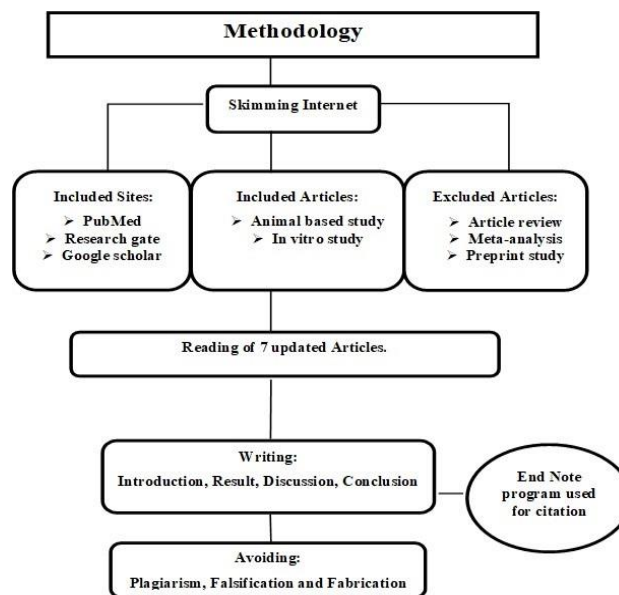 Methodology
Skimming Internet
Included Sites:
➢ PubMed
➢ Research gate
➢ Google scholar
Included Articles:
➢ Animal based study
➢ In vitro study
Excluded Articles:
➢ Article review
➢ Meta-analysis
➢ Preprint study
Reading of 7 updated Articles.
Writing:
Introduction, Result, Discussion, Conclusion
End Note
program used
for citation
Avoiding:
Plagiarism, Falsification and Fabrication